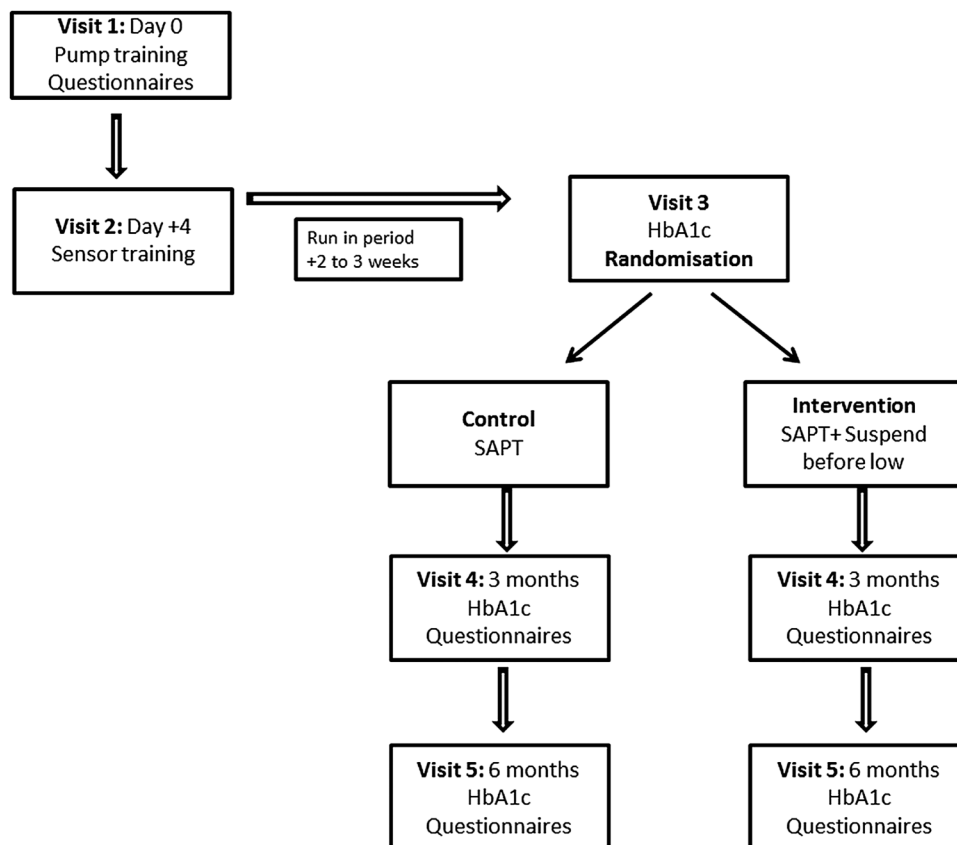 Visit 1: Day 0
Pump training
Questionnaires
Visit 2: Day +4
Sensor training
Run in period
+2 to 3 weeks
Visit 3
HbA1c
Randomisation
Control
SAPT
Intervention
SAPT+ Suspend
before low
Visit 4: 3 months
HbA1c
Questionnaires
Visit 4: 3 months
HbA1c
Questionnaires
Visit 5: 6 months
HbA1c
Questionnaires
Visit 5: 6 months
HbA1c
Questionnaires